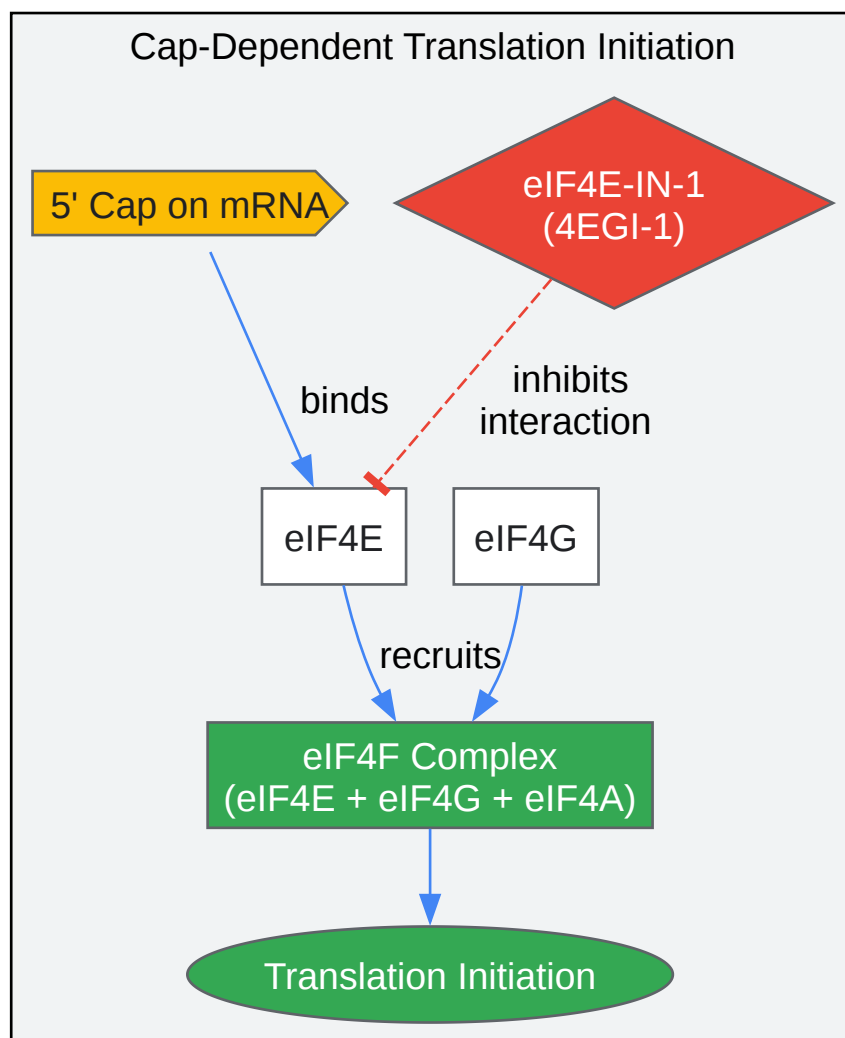 Cap-Dependent Translation Initiation
5' Cap on mRNA
eIF4E-IN-1
(4EGI-1)
binds
inhibits
interaction
eIF4E
eIF4G
recruits
eIF4F Complex
(eIF4E + eIF4G + eIF4A)
Translation Initiation